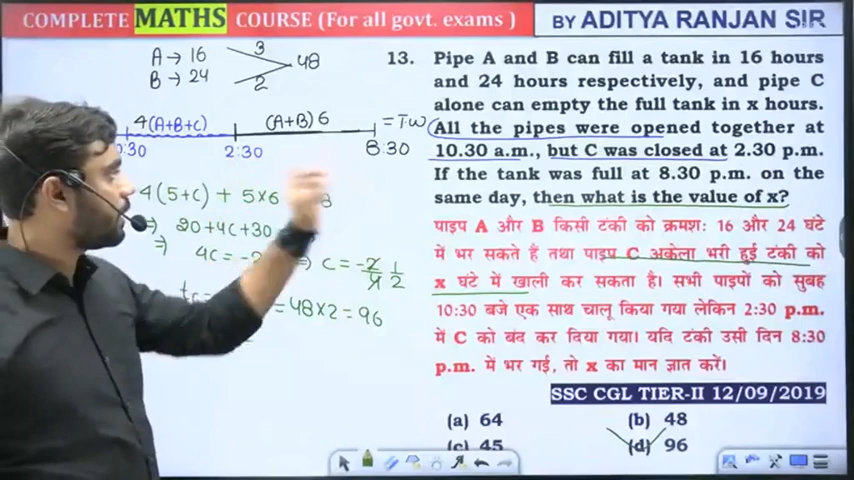 COMPLETE MATHS COURSE (For all govt. exams)
BY ADITYA RANJAN SIR
A → 16
B → 24
3
2
48
4(A+B+C)
(A+B) 6
= TW
:30
2:30
8:30
4(5+C) + 5×6
8
⇒ 20+4C+30
⇒ 4C = -2
⇒ C = -2/4 1/2
= 48×2 = 96
13. Pipe A and B can fill a tank in 16 hours
and 24 hours respectively, and pipe C
alone can empty the full tank in x hours.
All the pipes were opened together at
10.30 a.m., but C was closed at 2.30 p.m.
If the tank was full at 8.30 p.m. on the
same day, then what is the value of x?
पाइप A और B किसी टंकी को क्रमशः 16 और 24 घंटे
में भर सकते हैं तथा पाइप C अकेला भरी हुई टंकी को
x घंटे में खाली कर सकता है। सभी पाइपों को सुबह
10:30 बजे एक साथ चालू किया गया लेकिन 2:30 p.m.
में C को बंद कर दिया गया। यदि टंकी उसी दिन 8:30
p.m. में भर गई, तो x का मान ज्ञात करें।
SSC CGL TIER-II 12/09/2019
(a) 64
(b) 48
(c) 45
(d) 96